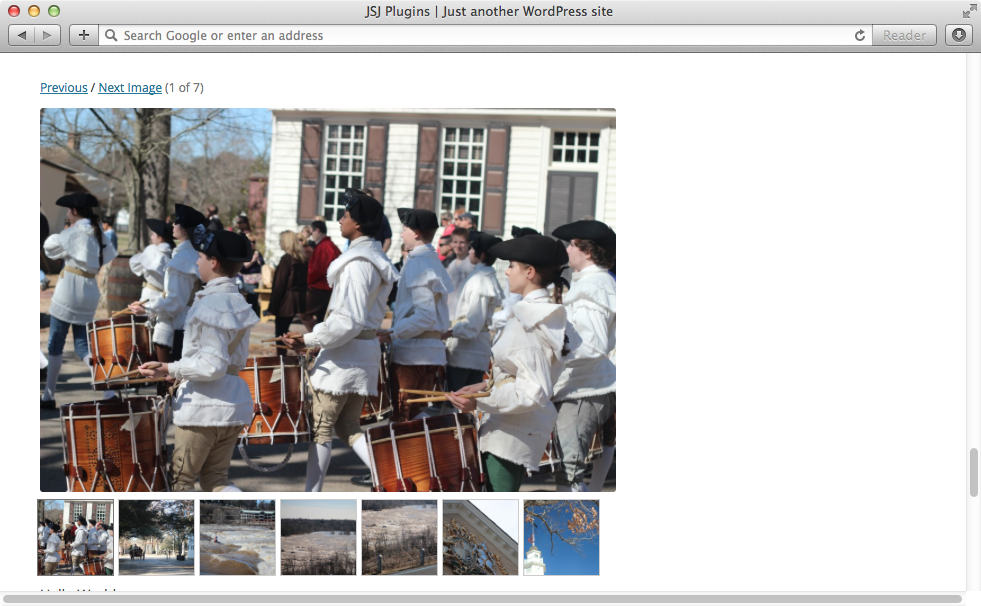 JSJ Plugins | Just another WordPress site
Search Google or enter an address
Reader
Previous / Next Image (1 of 7)